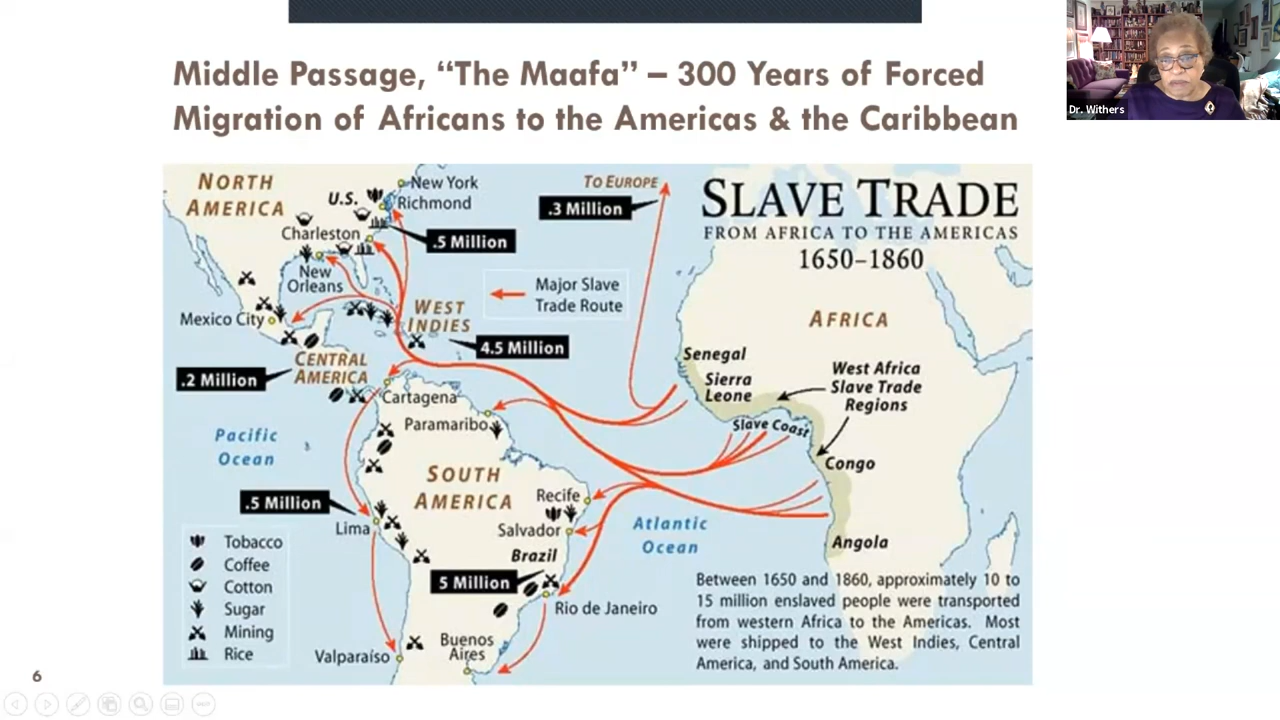 Middle Passage, “The Maafa” – 300 Years of Forced
Migration of Africans to the Americas & the Caribbean
Dr. Withers
SLAVE TRADE
FROM AFRICA TO THE AMERICAS
1650–1860
NORTH
AMERICA
U.S.
New York
Richmond
Charleston
.5 Million
New
Orleans
Mexico City
TO EUROPE
.3 Million
Major Slave
Trade Route
WEST
INDIES
4.5 Million
CENTRAL
AMERICA
.2 Million
Cartagena
Paramaribo
Pacific
Ocean
SOUTH
AMERICA
.5 Million
Lima
Recife
Salvador
Brazil
5 Million
Rio de Janeiro
Buenos
Aires
Valparaíso
Atlantic
Ocean
AFRICA
Senegal
Sierra
Leone
West Africa
Slave Trade
Regions
Slave Coast
Congo
Angola
Tobacco
Coffee
Cotton
Sugar
Mining
Rice
Between 1650 and 1860, approximately 10 to
15 million enslaved people were transported
from western Africa to the Americas. Most
were shipped to the West Indies, Central
America, and South America.
6